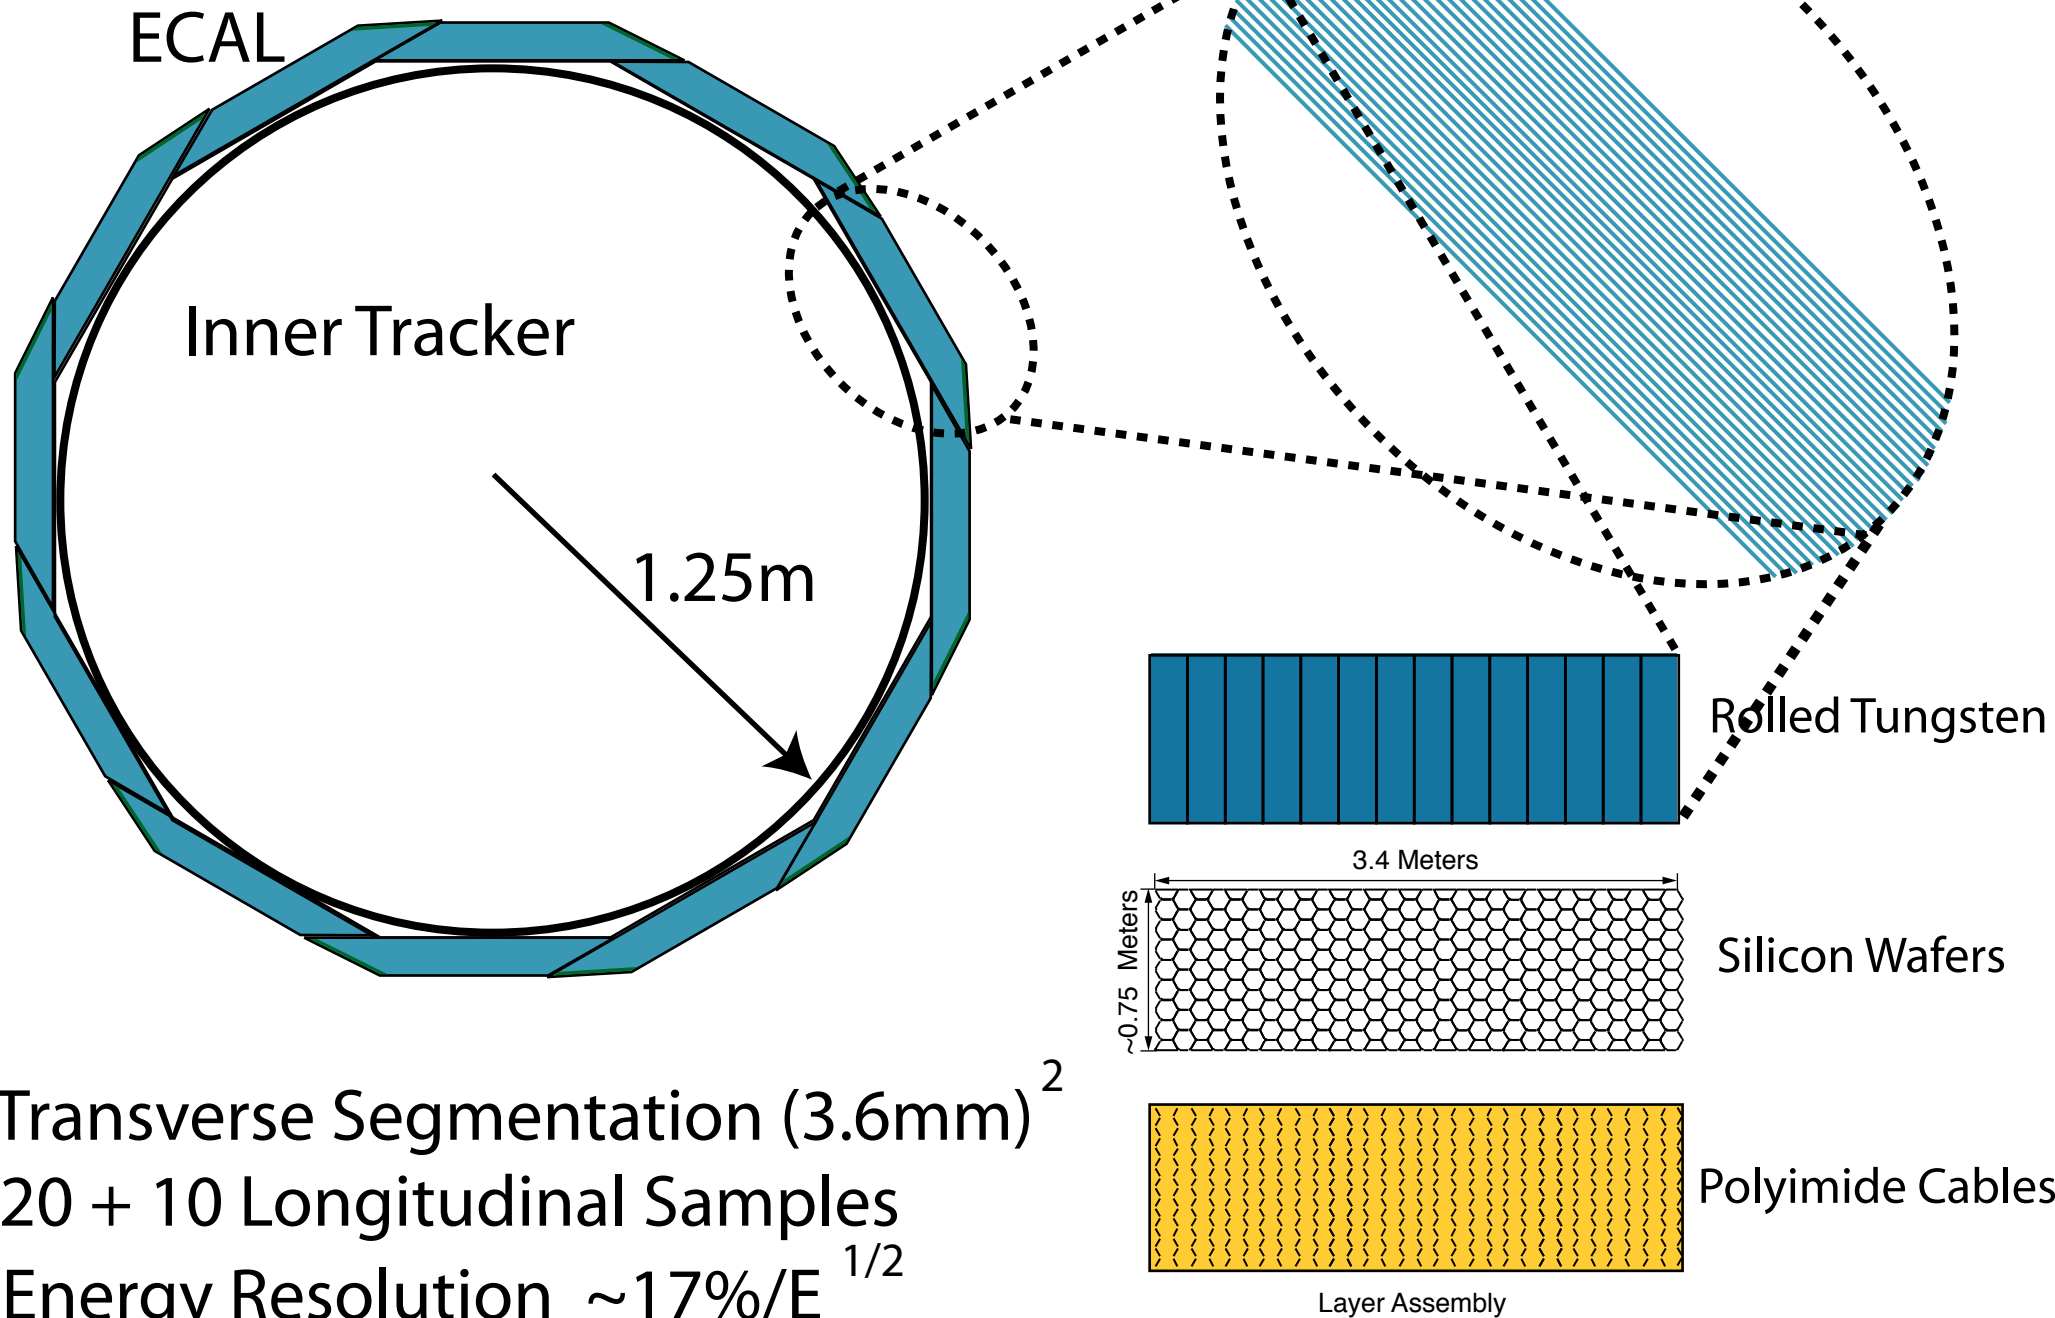 ECAL
Inner Tracker
1.25m
Rolled Tungsten
3.4 Meters
~0.75 Meters
Silicon Wafers
Polyimide Cables
Layer Assembly
Transverse Segmentation (3.6mm)²
20 + 10 Longitudinal Samples
Energy Resolution ~17%/E^1/2